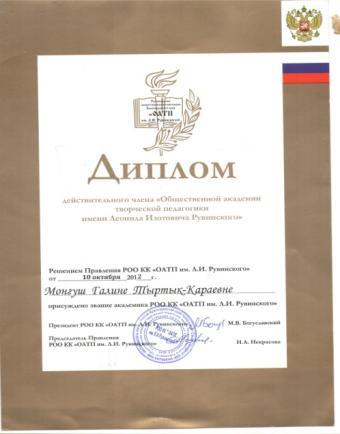 «ОАТП
им. Л.И. Рувинского»
Диплом
действительного члена «Общественной академии
творческой педагогики
имени Леонида Изотовича Рувинского»
Решением Правления РОО КК «ОАТП им. Л.И. Рувинского»
от 10 октября 2012 г.
Монгуш Галине Тыртык-Караевне
присуждено звание академика РОО КК «ОАТП им. Л.И. Рувинского»
Президент РОО КК «ОАТП им. Л.И. Рувинского» М.В. Богуславский
Председатель Правления
РОО КК «ОАТП им. Л.И. Рувинского» Н.А. Некрасова